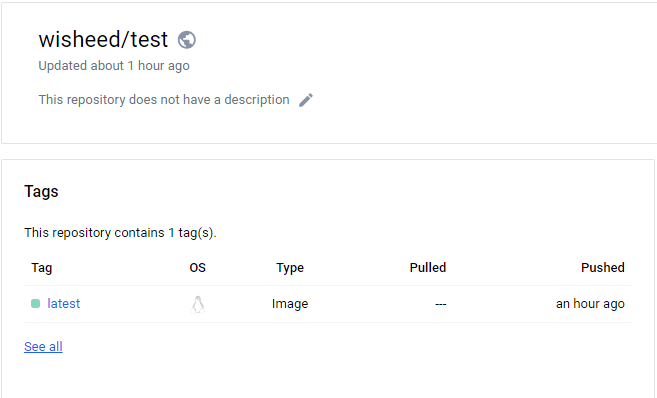 wisheed/test
Updated about 1 hour ago
This repository does not have a description
Tags
This repository contains 1 tag(s).
Tag OS Type Pulled Pushed
latest Image --- an hour ago
See all